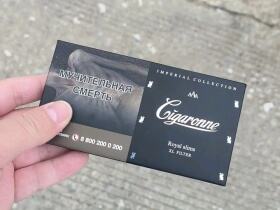 МУЧИТЕЛЬНАЯ
СМЕРТЬ
8 800 200 0 200
IMPERIAL COLLECTION
Cigaronne
Royal slims
XL FILTER